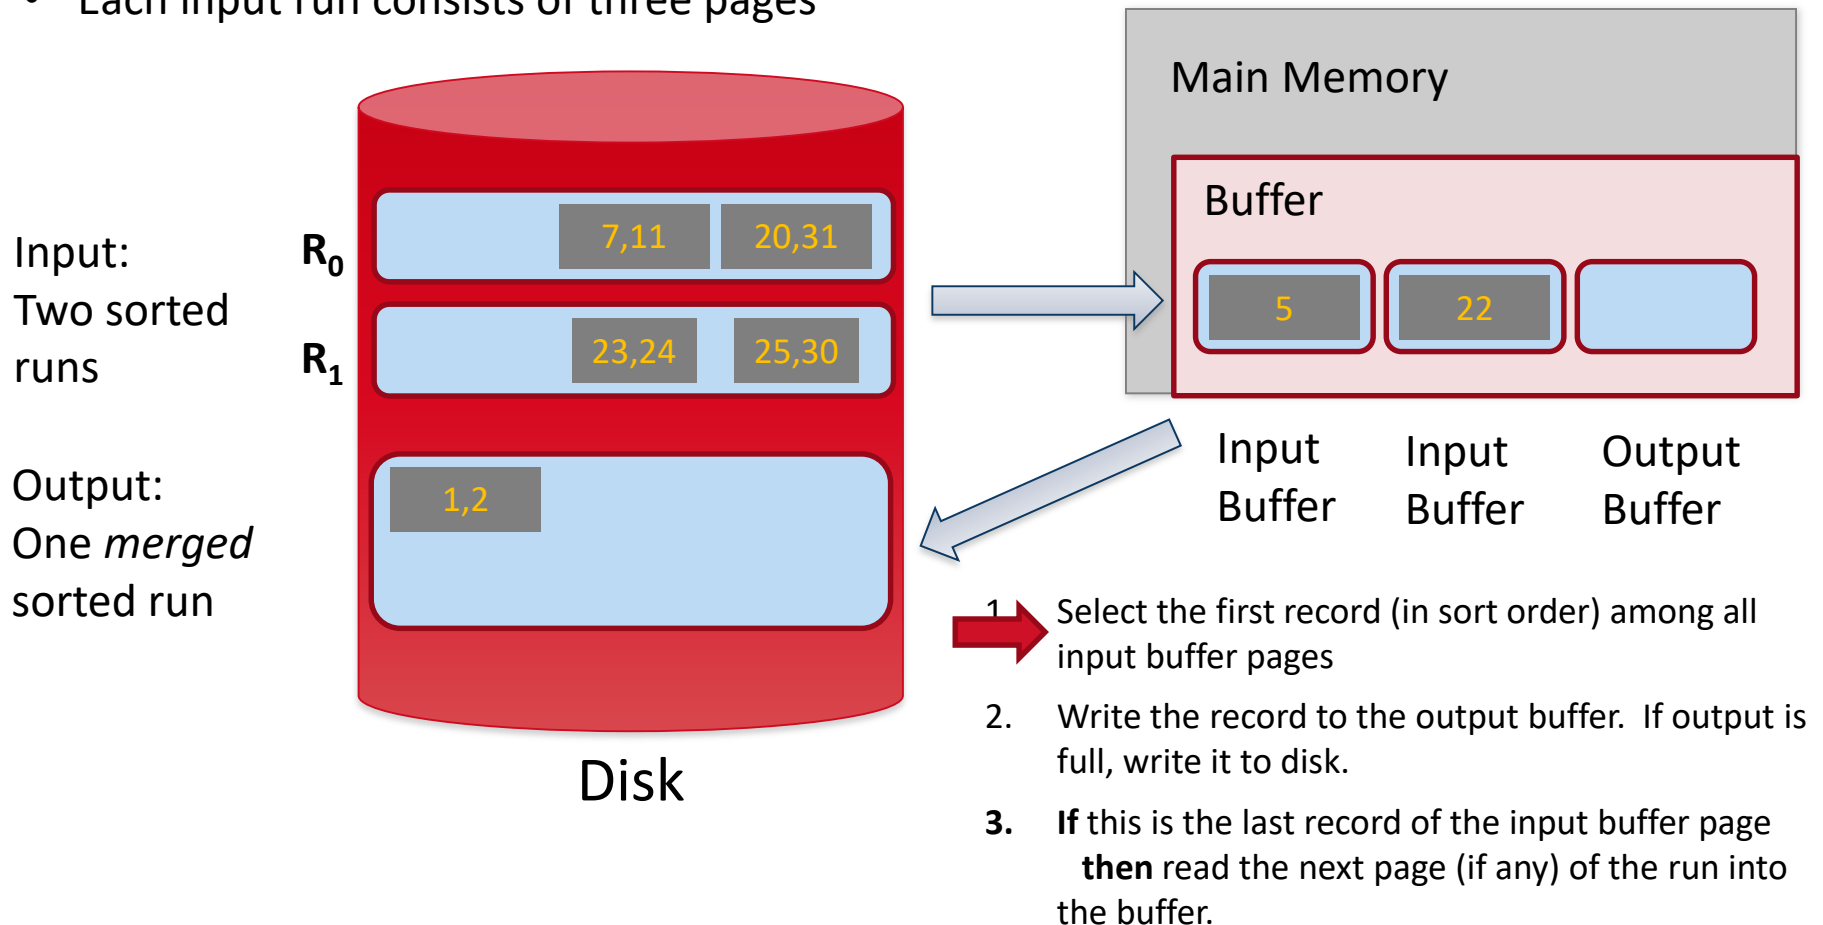 • Each input run consists of three pages
Main Memory
Buffer
Input:
Two sorted
runs
R0
7,11 20,31
R1
23,24 25,30
5 22
Input
Buffer
Input
Buffer
Output
Buffer
Output:
One merged
sorted run
1,2
Disk
1 Select the first record (in sort order) among all
input buffer pages
2. Write the record to the output buffer. If output is
full, write it to disk.
3. If this is the last record of the input buffer page
then read the next page (if any) of the run into
the buffer.